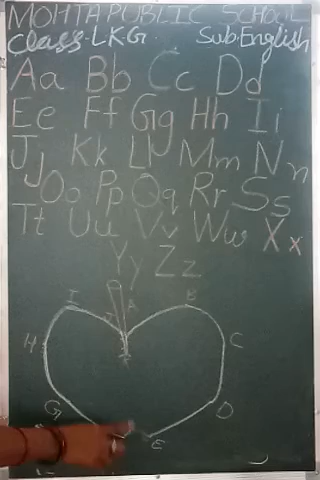 MOHTA PUBLIC SCHOOL
Class-LKG. Sub:English
Aa Bb Cc Dd
Ee Ff Gg Hh Ii
Jj Kk Ll Mm Nn
Oo Pp Qq Rr Ss
Tt Uu Vv Ww Xx
Yy Zz
I A B
J
H K C
G D
E